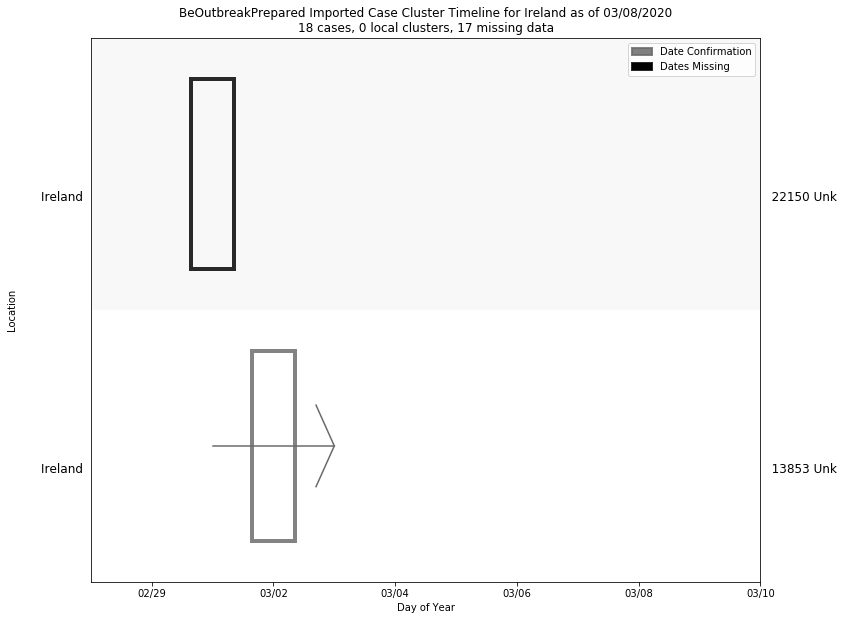 BeOutbreakPrepared Imported Case Cluster Timeline for Ireland as of 03/08/2020
18 cases, 0 local clusters, 17 missing data
Date Confirmation
Dates Missing
Ireland
22150 Unk
Location
Ireland
13853 Unk
02/29
03/02
03/04
03/06
03/08
03/10
Day of Year